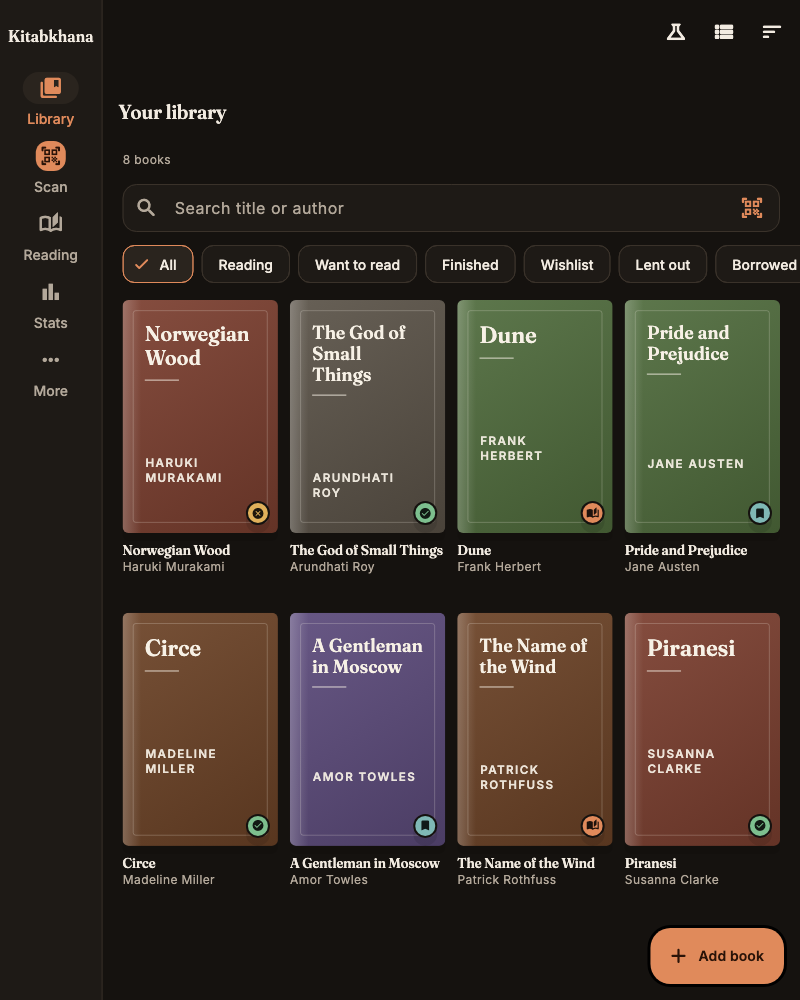 Kitabkhana
Library
Scan
Reading
Stats
More
Your library
8 books
Search title or author
All
Reading
Want to read
Finished
Wishlist
Lent out
Borrowed
Norwegian
Wood
HARUKI
MURAKAMI
Norwegian Wood
Haruki Murakami
The God of
Small
Things
ARUNDHATI
ROY
The God of Small Things
Arundhati Roy
Dune
FRANK
HERBERT
Dune
Frank Herbert
Pride and
Prejudice
JANE AUSTEN
Pride and Prejudice
Jane Austen
Circe
MADELINE
MILLER
Circe
Madeline Miller
A Gentleman
in Moscow
AMOR TOWLES
A Gentleman in Moscow
Amor Towles
The Name of
the Wind
PATRICK
ROTHFUSS
The Name of the Wind
Patrick Rothfuss
Piranesi
SUSANNA
CLARKE
Piranesi
Susanna Clarke
Add book